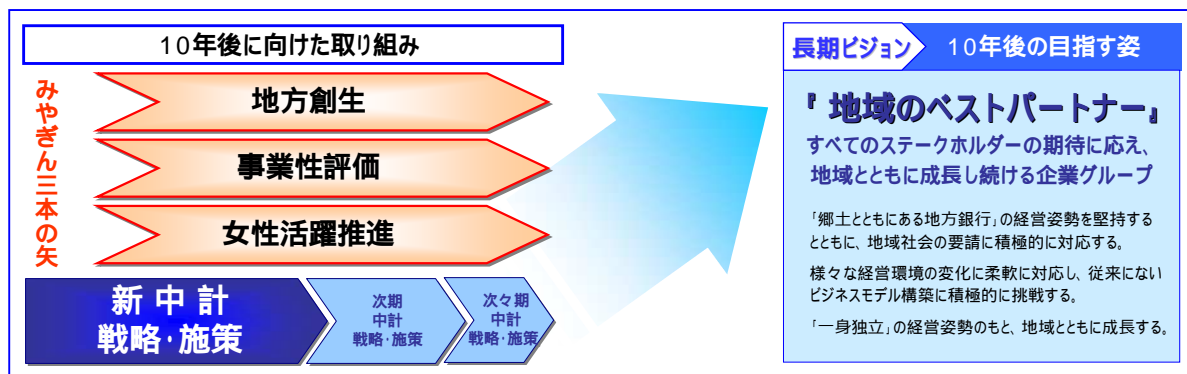 10年後に向けた取り組み
みやぎん三本の矢
地方創生
事業性評価
女性活躍推進
新中計
戦略・施策
次期
中計
戦略・施策
次々期
中計
戦略・施策
長期ビジョン
10年後の目指す姿
『地域のベストパートナー』
すべてのステークホルダーの期待に応え、
地域とともに成長し続ける企業グループ
「郷土とともにある地方銀行」の経営姿勢を堅持する
とともに、地域社会の要請に積極的に対応する。
様々な経営環境の変化に柔軟に対応し、従来にない
ビジネスモデル構築に積極的に挑戦する。
「一身独立」の経営姿勢のもと、地域とともに成長する。